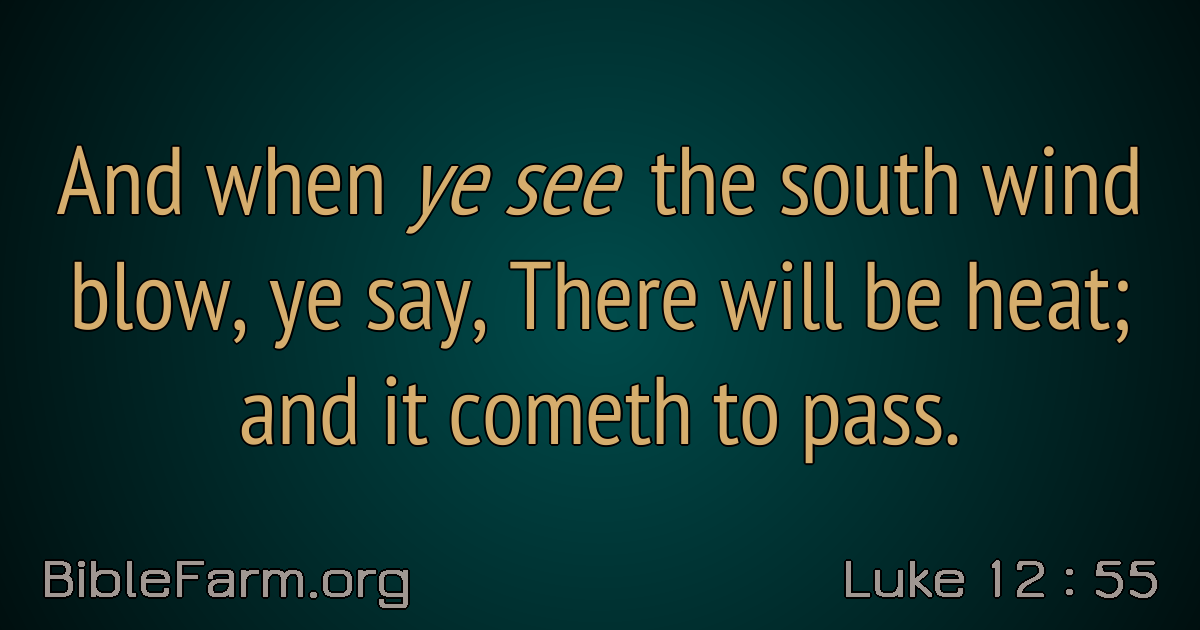 And when ye see the south wind
blow, ye say, There will be heat;
and it cometh to pass.
BibleFarm.org
Luke 12 : 55